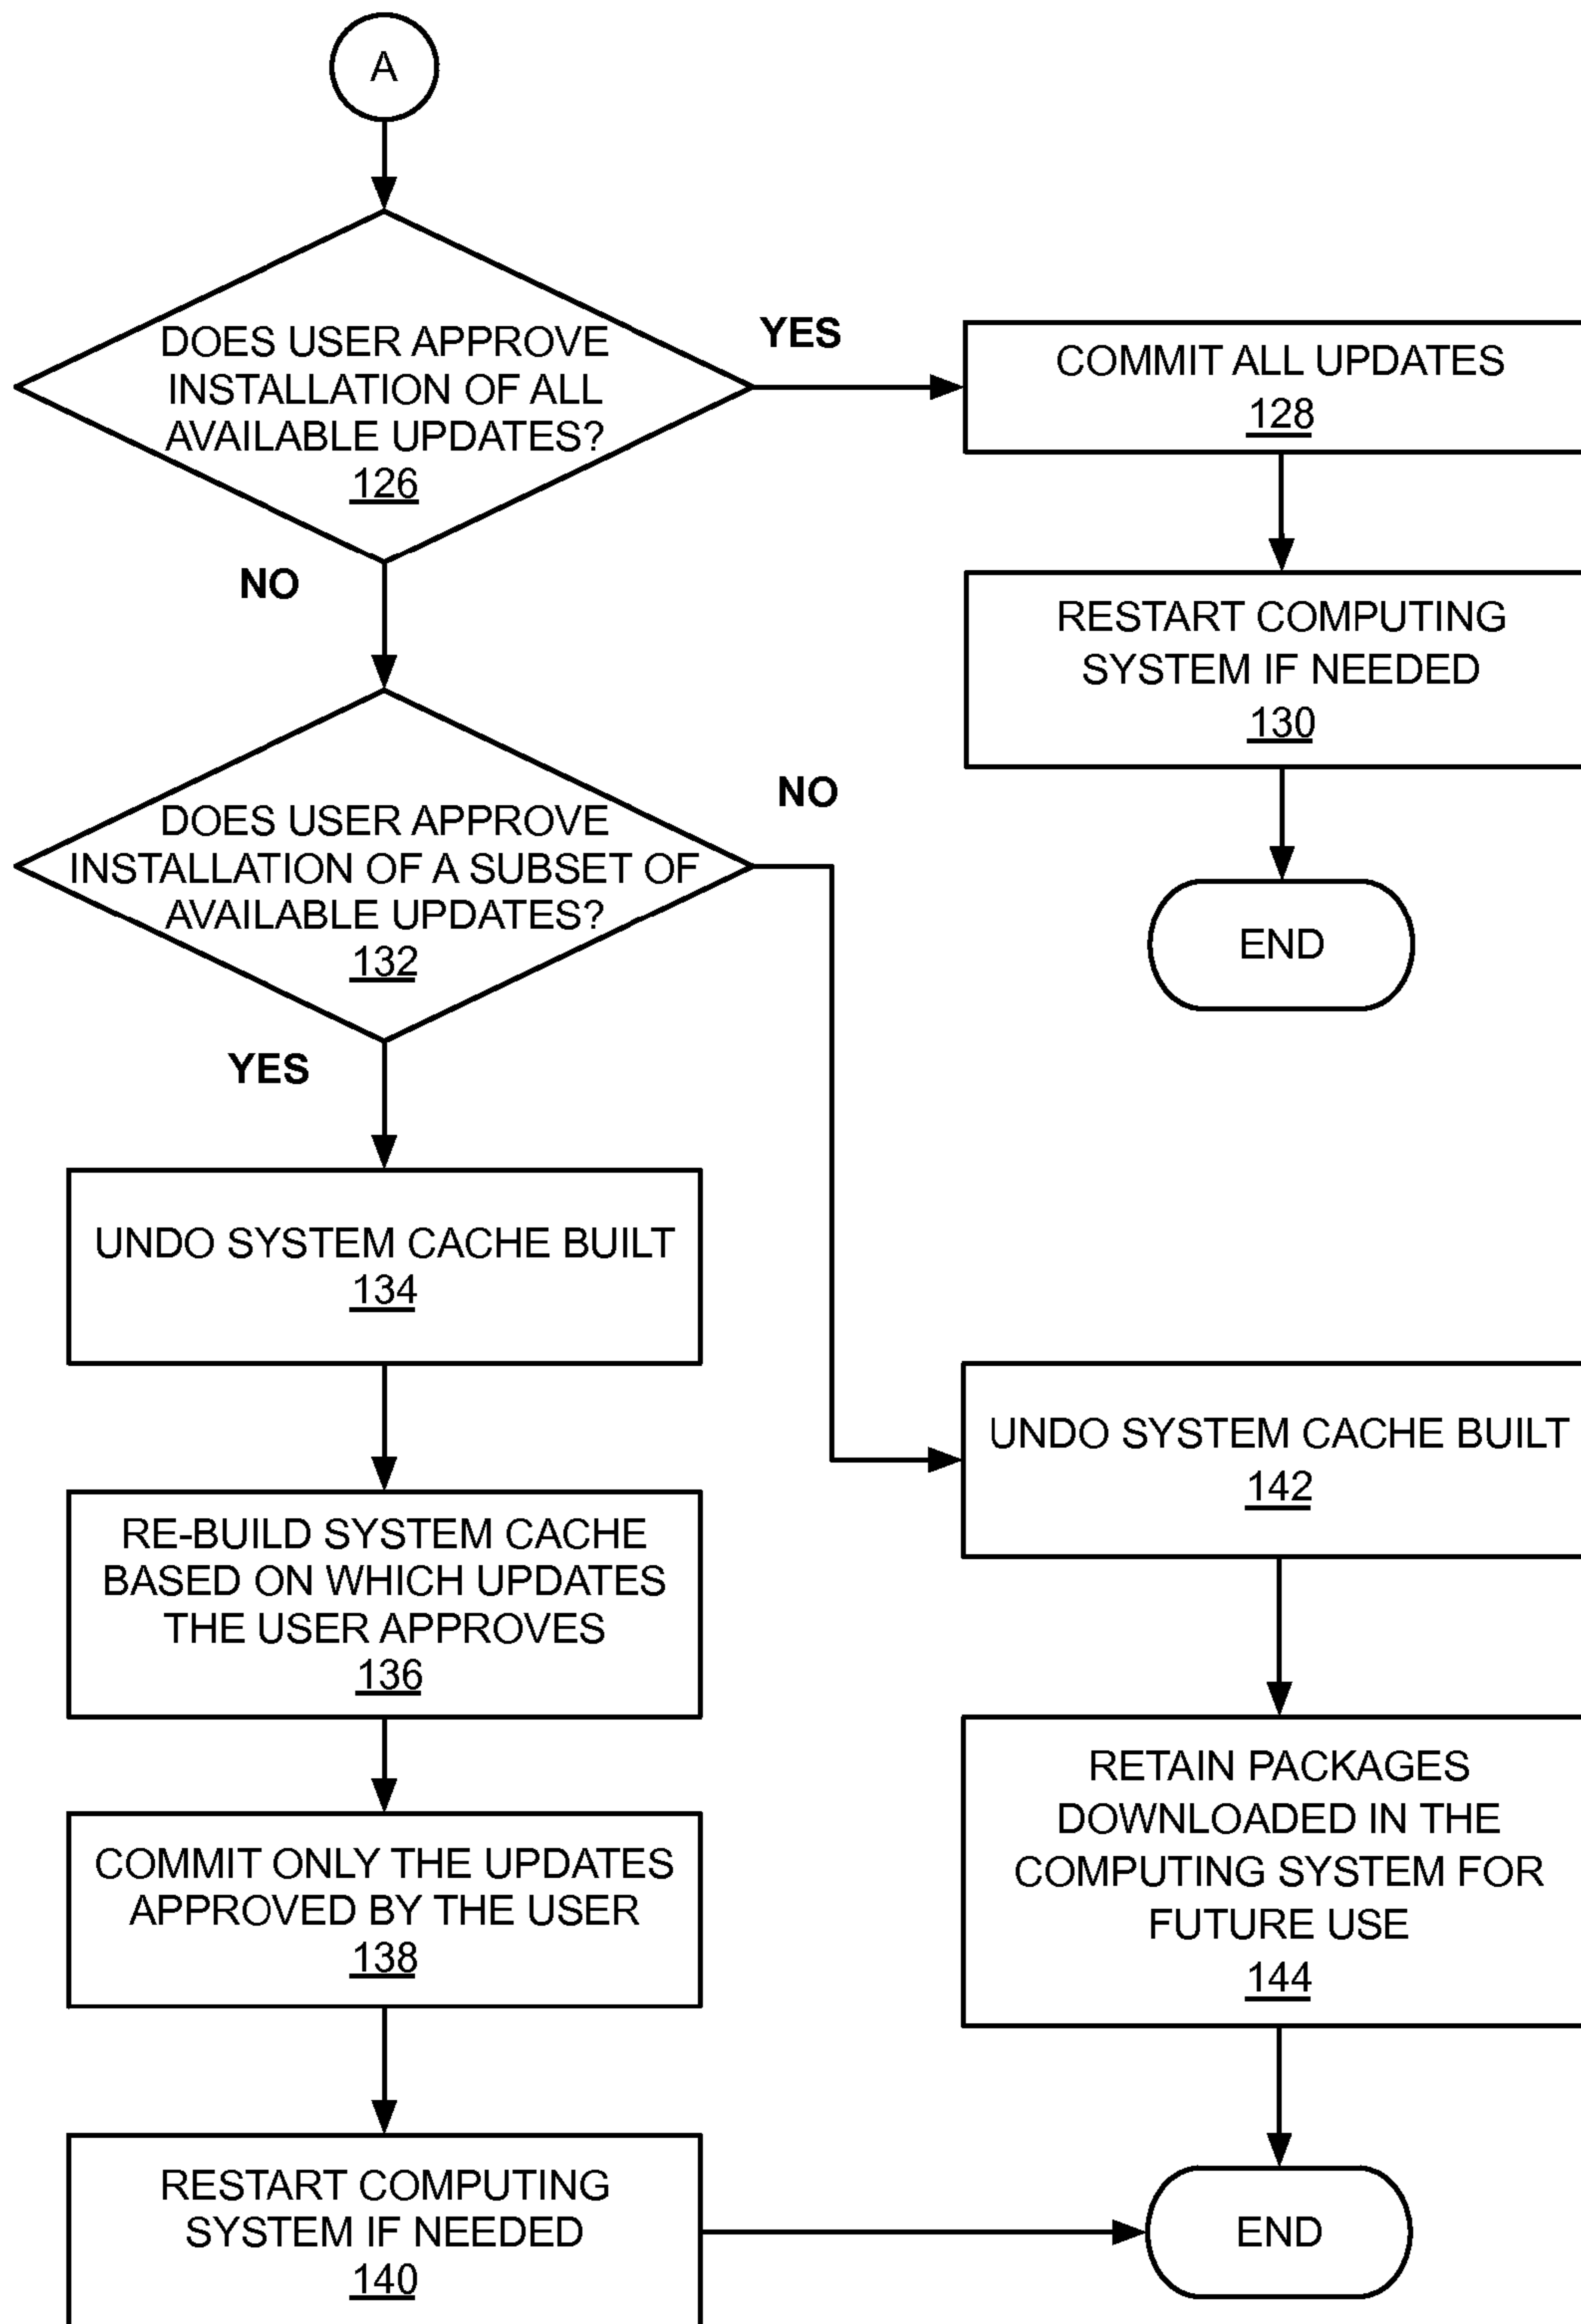 A
DOES USER APPROVE
INSTALLATION OF ALL
AVAILABLE UPDATES?
126
YES
COMMIT ALL UPDATES
128
NO
RESTART COMPUTING
SYSTEM IF NEEDED
130
END
DOES USER APPROVE
INSTALLATION OF A SUBSET OF
AVAILABLE UPDATES?
132
NO
YES
UNDO SYSTEM CACHE BUILT
134
RE-BUILD SYSTEM CACHE
BASED ON WHICH UPDATES
THE USER APPROVES
136
COMMIT ONLY THE UPDATES
APPROVED BY THE USER
138
RESTART COMPUTING
SYSTEM IF NEEDED
140
UNDO SYSTEM CACHE BUILT
142
RETAIN PACKAGES
DOWNLOADED IN THE
COMPUTING SYSTEM FOR
FUTURE USE
144
END